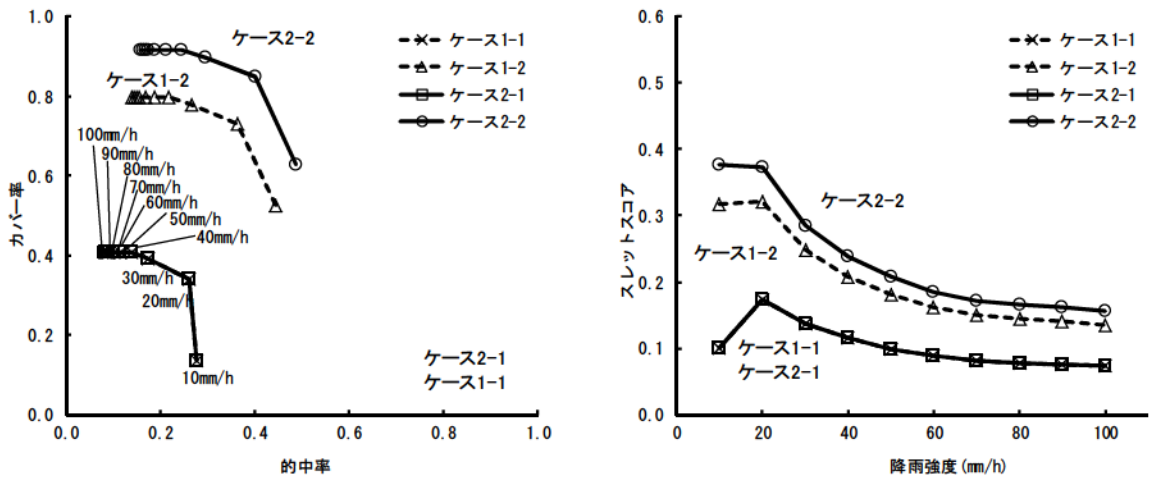 1.0
0.8
0.6
0.4
0.2
0.0
カバー率
ケース2-2
ケース1-2
ケース1-1
ケース1-2
ケース2-1
ケース2-2
100mm/h
90mm/h
80mm/h
70mm/h
60mm/h
50mm/h
40mm/h
30mm/h
20mm/h
10mm/h
ケース2-1
ケース1-1
0.0 0.2 0.4 0.6 0.8 1.0
的中率
0.6
0.5
0.4
0.3
0.2
0.1
0.0
スレットスコア
ケース1-1
ケース1-2
ケース2-1
ケース2-2
ケース2-2
ケース1-2
ケース1-1
ケース2-1
0 20 40 60 80 100
降雨強度(mm/h)